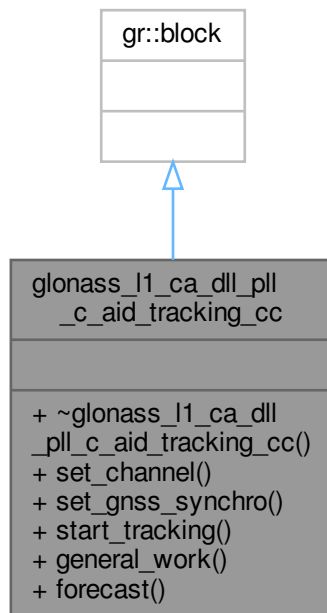 gr::block
glonass_l1_ca_dll_pll
_c_aid_tracking_cc
+ ~glonass_l1_ca_dll
_pll_c_aid_tracking_cc()
+ set_channel()
+ set_gnss_synchro()
+ start_tracking()
+ general_work()
+ forecast()